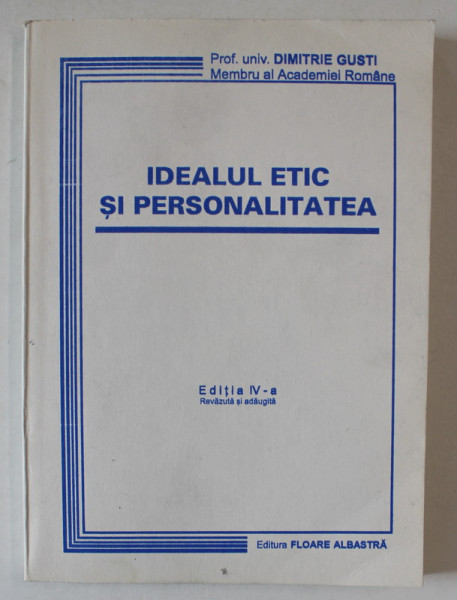 Prof. univ. DIMITRIE GUSTI
Membru al Academiei Române
IDEALUL ETIC
ȘI PERSONALITATEA
Ediția IV-a
Revăzută și adăugită
Editura FLOARE ALBASTRĂ